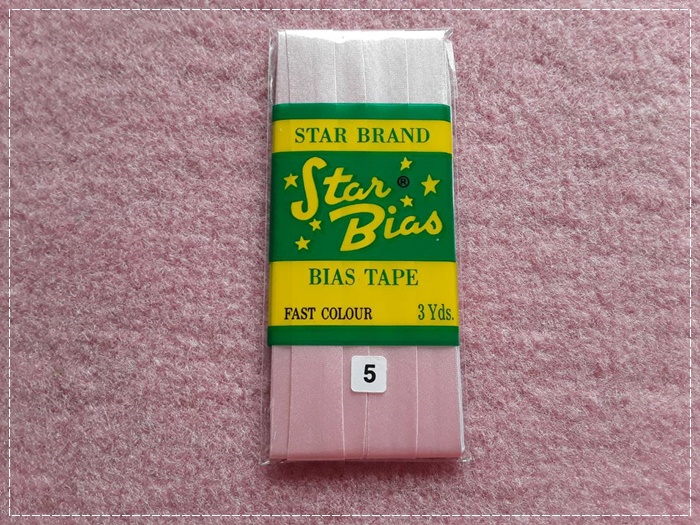 STAR BRAND
Star ®
Bias
BIAS TAPE
FAST COLOUR 3 Yds.
5